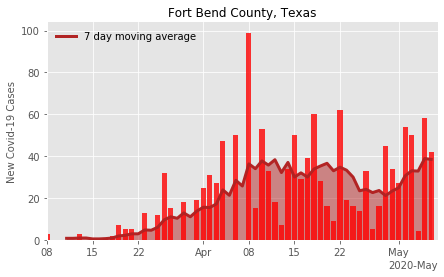 Fort Bend County, Texas
7 day moving average
New Covid-19 Cases
100
80
60
40
20
0
08 15 22 Apr 08 15 22 May
2020-May